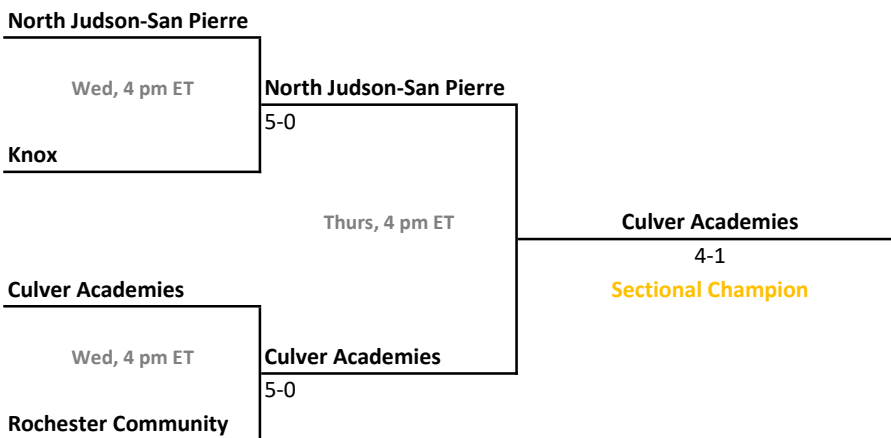 North Judson-San Pierre
Wed, 4 pm ET
North Judson-San Pierre
5-0
Knox
Thurs, 4 pm ET
Culver Academies
4-1
Sectional Champion
Culver Academies
Wed, 4 pm ET
Culver Academies
5-0
Rochester Community